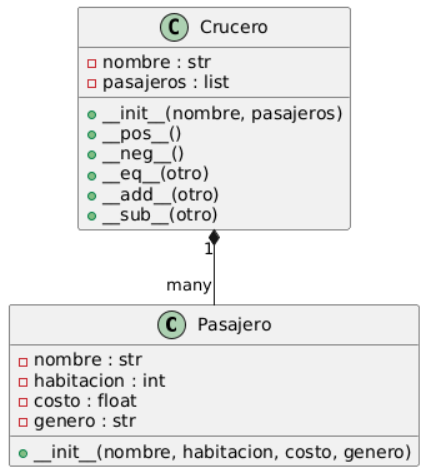 C Crucero
nombre : str
pasajeros : list
__init__(nombre, pasajeros)
__pos__()
__neg__()
__eq__(otro)
__add__(otro)
__sub__(otro)
1
many
C Pasajero
nombre : str
habitacion : int
costo : float
genero : str
__init__(nombre, habitacion, costo, genero)